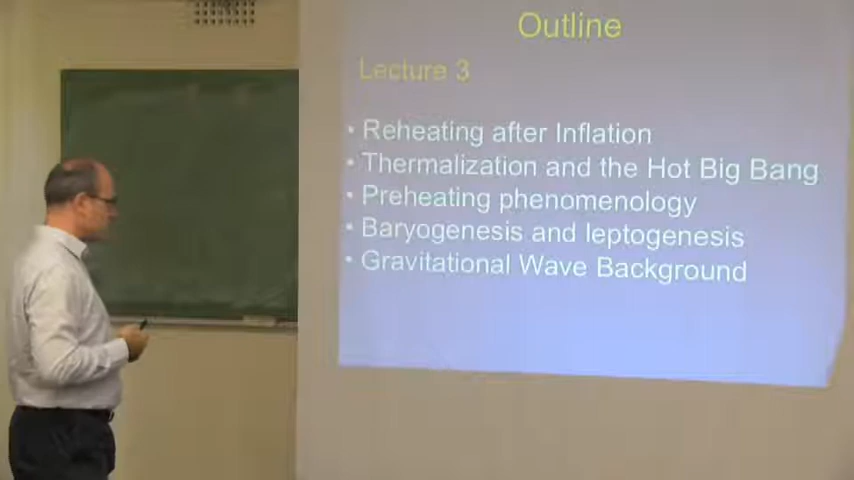 Outline
Lecture 3
• Reheating after Inflation
• Thermalization and the Hot Big Bang
• Preheating phenomenology
• Baryogenesis and leptogenesis
• Gravitational Wave Background